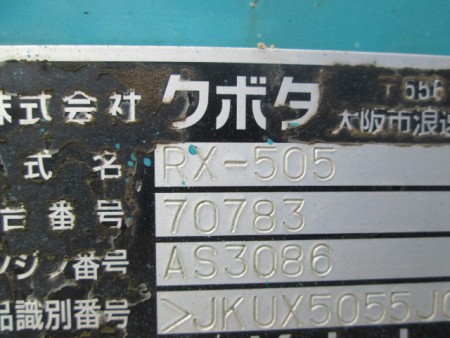 株式会社 クボタ 〒556
大阪市浪速
式 名 RX-505
番号 70783
エンジン番号 AS3086
品識別番号 >JKUX5055J